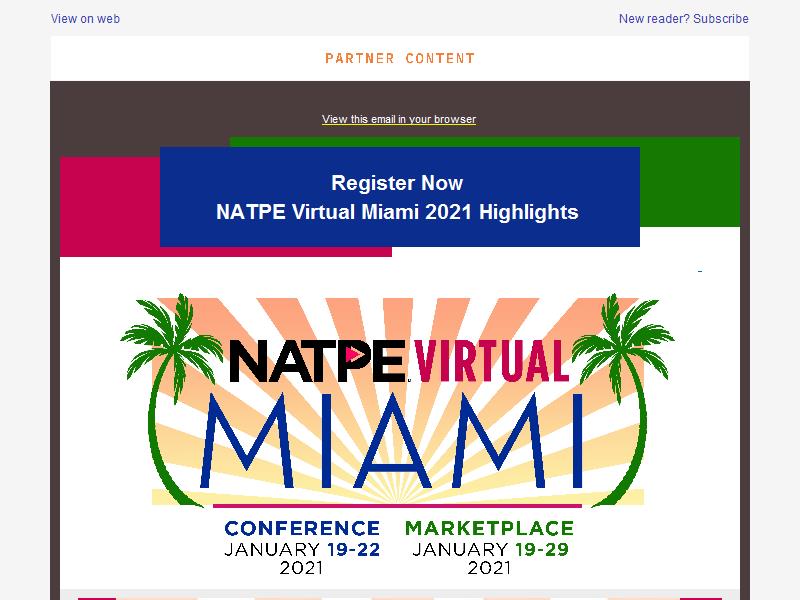 View on web
New reader? Subscribe
PARTNER CONTENT
View this email in your browser
Register Now
NATPE Virtual Miami 2021 Highlights
NATPE VIRTUAL
MIAMI
CONFERENCE
JANUARY 19-22
2021
MARKETPLACE
JANUARY 19-29
2021